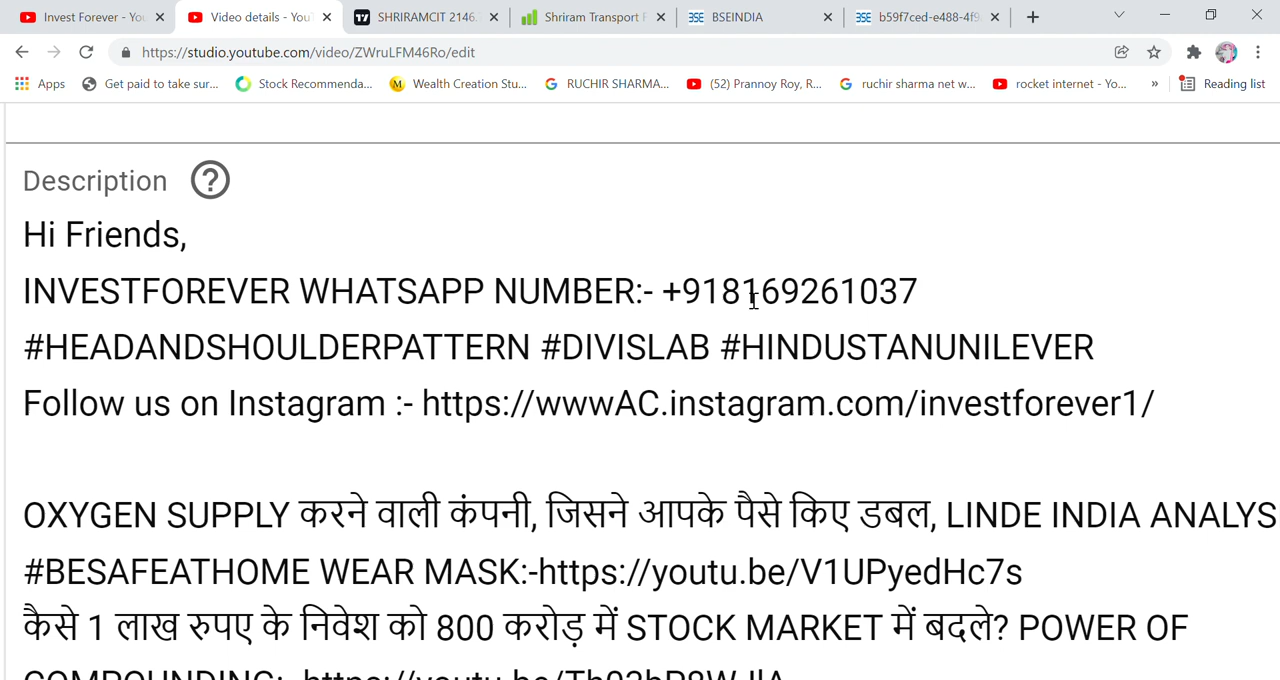 Invest Forever - You
Video details - You
SHRIRAMCIT 2146.
Shriram Transport F
BSEINDIA
b59f7ced-e488-4f9
https://studio.youtube.com/video/ZWruLFM46Ro/edit
Apps
Get paid to take sur...
Stock Recommenda...
Wealth Creation Stu...
RUCHIR SHARMA...
(52) Prannoy Roy, R...
ruchir sharma net w...
rocket internet - Yo...
»
Reading list
Description ?
Hi Friends,
INVESTFOREVER WHATSAPP NUMBER:- +918169261037
#HEADANDSHOULDERPATTERN #DIVISLAB #HINDUSTANUNILEVER
Follow us on Instagram :- https://wwwAC.instagram.com/investforever1/
OXYGEN SUPPLY करने वाली कंपनी, जिसने आपके पैसे किए डबल, LINDE INDIA ANALYS
#BESAFEATHOME WEAR MASK:-https://youtu.be/V1UPyedHc7s
कैसे 1 लाख रुपए के निवेश को 800 करोड़ में STOCK MARKET में बदले? POWER OF
COMPOUNDING:-